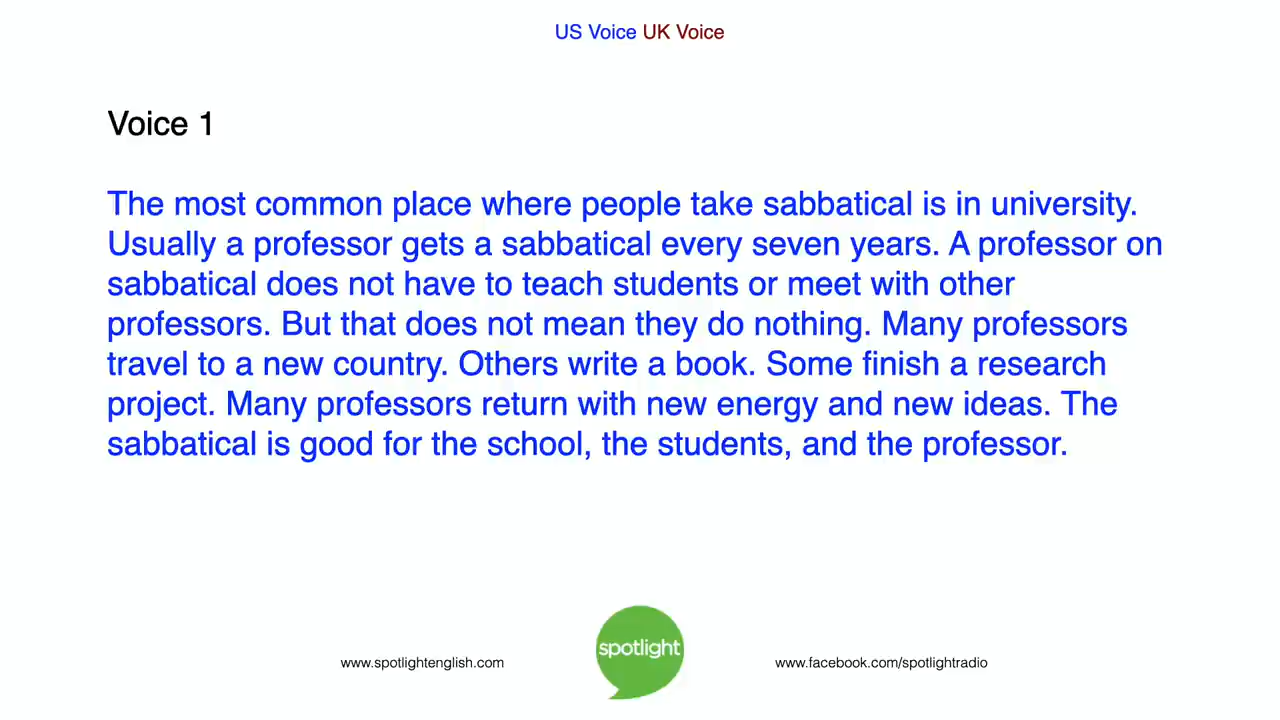 US Voice UK Voice
Voice 1
The most common place where people take sabbatical is in university.
Usually a professor gets a sabbatical every seven years. A professor on
sabbatical does not have to teach students or meet with other
professors. But that does not mean they do nothing. Many professors
travel to a new country. Others write a book. Some finish a research
project. Many professors return with new energy and new ideas. The
sabbatical is good for the school, the students, and the professor.
www.spotlightenglish.com
spotlight
www.facebook.com/spotlightradio